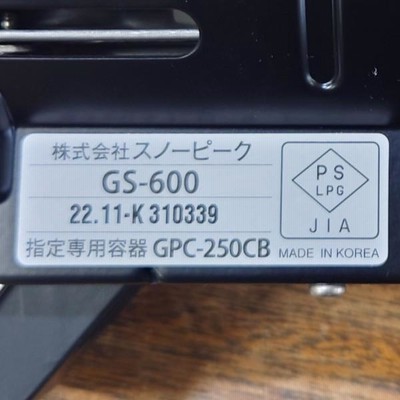 株式会社スノーピーク
GS-600
22.11-K 310339
指定専用容器 GPC-250CB
PS
LPG
JIA
MADE IN KOREA